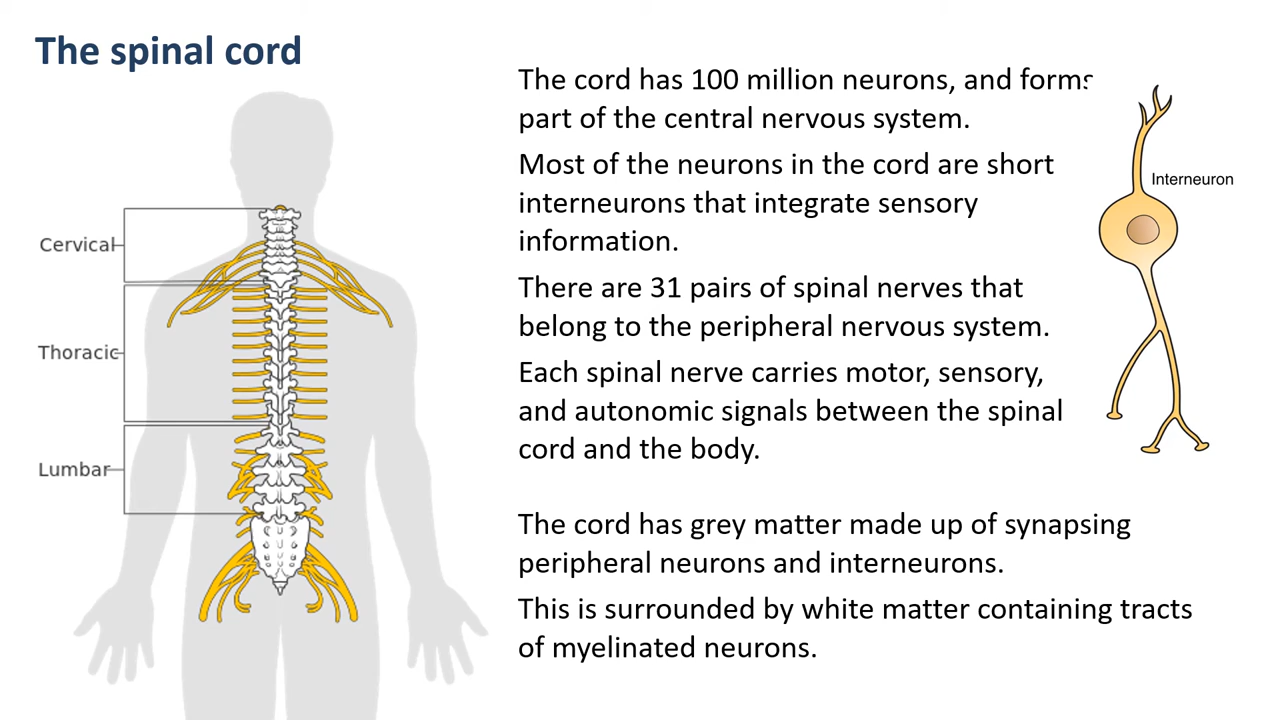 The spinal cord
The cord has 100 million neurons, and forms
part of the central nervous system.
Most of the neurons in the cord are short
interneurons that integrate sensory
information.
There are 31 pairs of spinal nerves that
belong to the peripheral nervous system.
Each spinal nerve carries motor, sensory,
and autonomic signals between the spinal
cord and the body.
The cord has grey matter made up of synapsing
peripheral neurons and interneurons.
This is surrounded by white matter containing tracts
of myelinated neurons.
Cervical
Thoracic
Lumbar
Interneuron